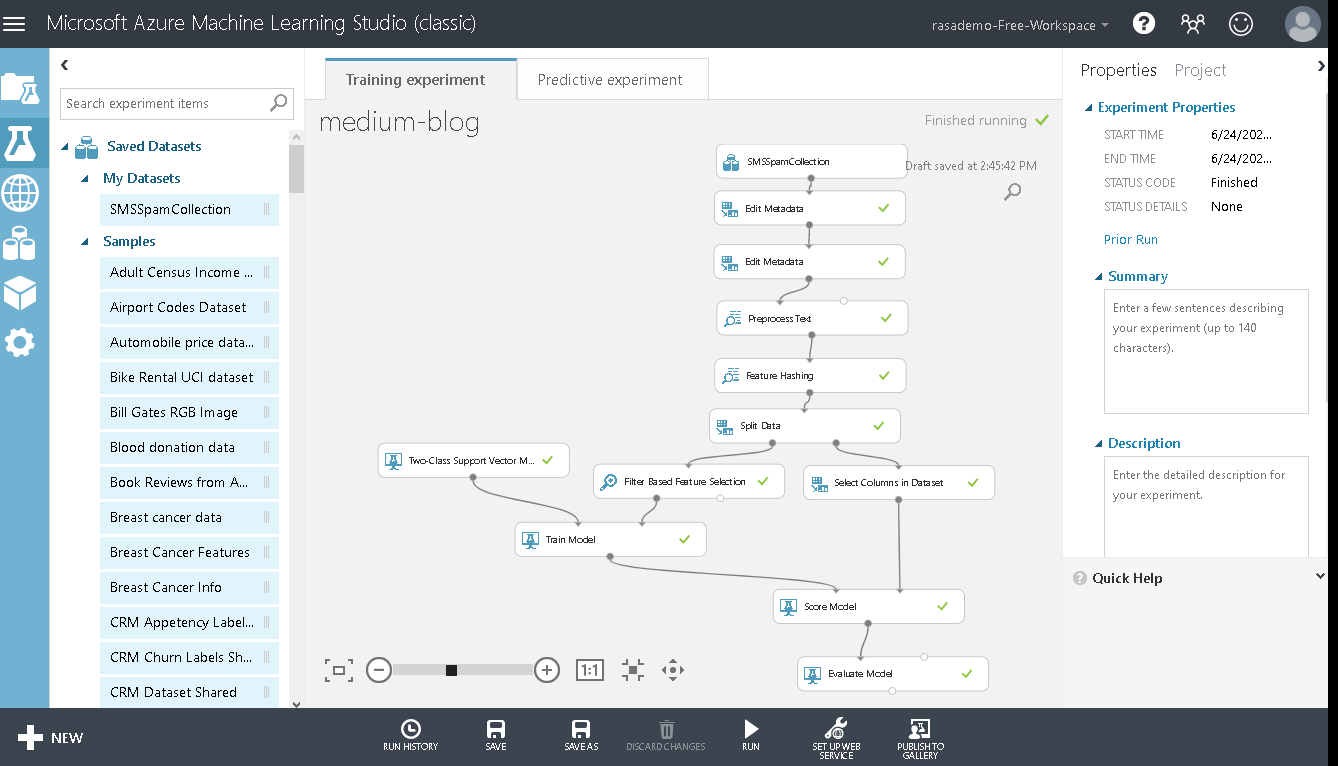 Microsoft Azure Machine Learning Studio (classic)
rasademo-Free-Workspace
Search experiment items
Saved Datasets
My Datasets
SMSSpamCollection
Samples
Adult Census Income ...
Airport Codes Dataset
Automobile price data...
Bike Rental UCI dataset
Bill Gates RGB Image
Blood donation data
Book Reviews from A...
Breast cancer data
Breast Cancer Features
Breast Cancer Info
CRM Appetency Label...
CRM Churn Labels Sh...
CRM Dataset Shared
Training experiment
Predictive experiment
medium-blog
Finished running
Draft saved at 2:45:42 PM
SMSSpamCollection
Edit Metadata
Edit Metadata
Preprocess Text
Feature Hashing
Split Data
Two-Class Support Vector M...
Filter Based Feature Selection
Select Columns in Dataset
Train Model
Score Model
Evaluate Model
1:1
Properties
Project
Experiment Properties
START TIME 6/24/202...
END TIME 6/24/202...
STATUS CODE Finished
STATUS DETAILS None
Prior Run
Summary
Enter a few sentences describing
your experiment (up to 140
characters).
Description
Enter the detailed description for
your experiment.
Quick Help
NEW
RUN HISTORY
SAVE
SAVE AS
DISCARD CHANGES
RUN
SET UP WEB
SERVICE
PUBLISH TO
GALLERY